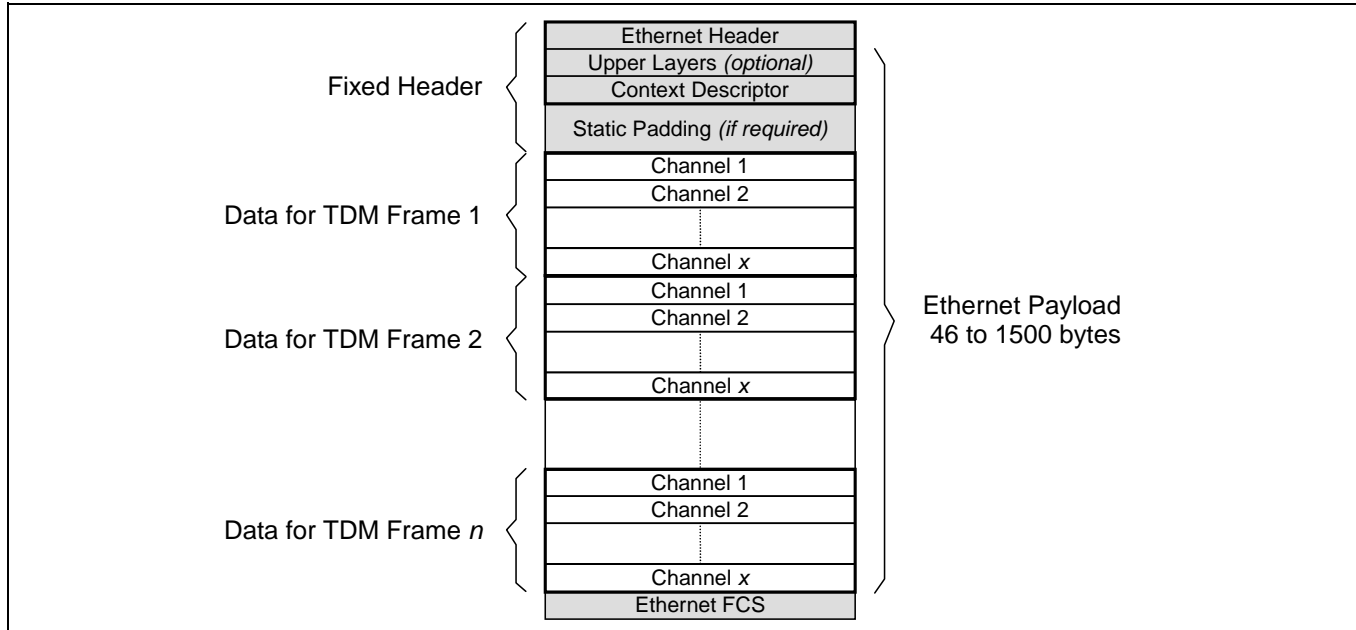 Ethernet Header
Upper Layers (optional)
Fixed Header
Context Descriptor
Static Padding (if required)
Channel 1
Channel 2
Data for TDM Frame 1
Channel x
Channel 1
Channel 2
Data for TDM Frame 2
Channel x
Ethernet Payload
46 to 1500 bytes
Channel 1
Channel 2
Data for TDM Frame n
Channel x
Ethernet FCS